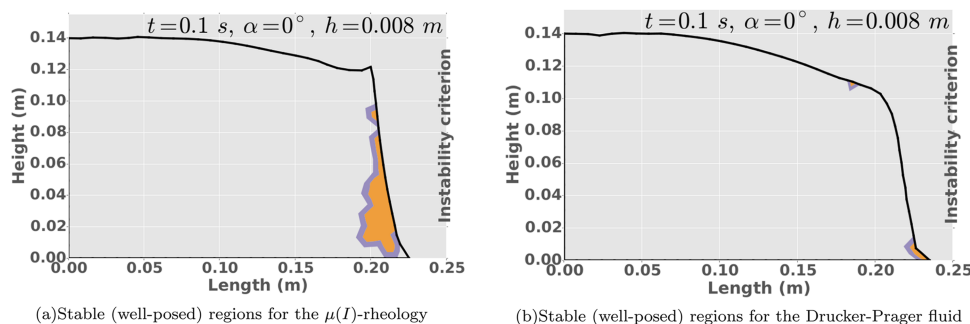 t=0.1 s, α=0°, h=0.008 m
0.14
0.12
0.10
0.08
0.06
0.04
0.02
0.00
Height (m)
0.00 0.05 0.10 0.15 0.20 0.25
Length (m)
Instability criterion
(a)Stable (well-posed) regions for the μ(I)-rheology
t=0.1 s, α=0°, h=0.008 m
0.14
0.12
0.10
0.08
0.06
0.04
0.02
0.00
Height (m)
0.00 0.05 0.10 0.15 0.20 0.25
Length (m)
Instability criterion
(b)Stable (well-posed) regions for the Drucker-Prager fluid